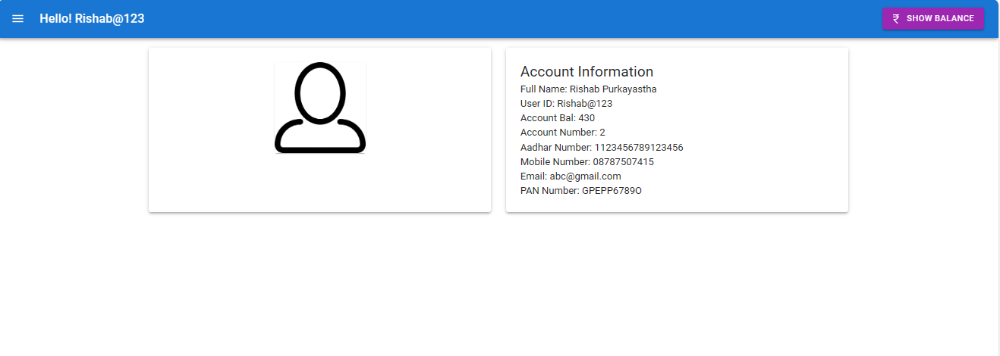 Hello! Rishab@123
₹ SHOW BALANCE
Account Information
Full Name: Rishab Purkayastha
User ID: Rishab@123
Account Bal: 430
Account Number: 2
Aadhar Number: 1123456789123456
Mobile Number: 08787507415
Email: abc@gmail.com
PAN Number: GPEPP6789O